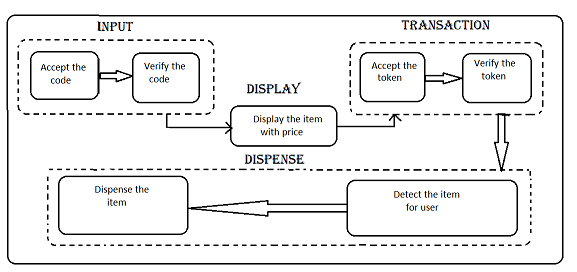 INPUT
Accept the
code
Verify the
code
DISPLAY
Display the item
with price
TRANSACTION
Accept the
token
Verify the
token
DISPENSE
Dispense the
item
Detect the item
for user